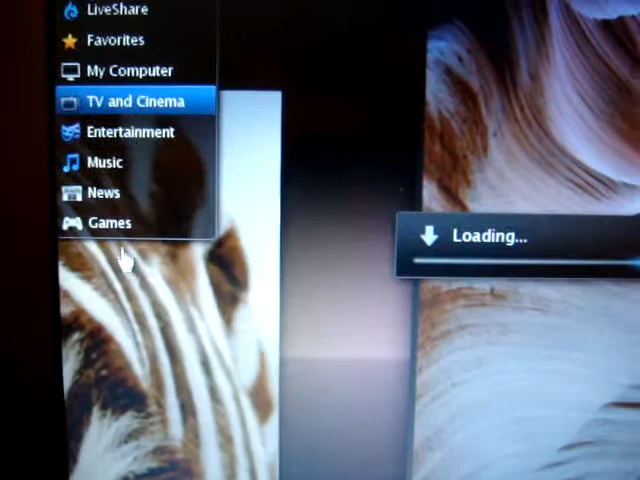 LiveShare
Favorites
My Computer
TV and Cinema
Entertainment
Music
News
Games
Loading...